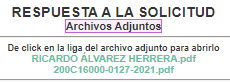 RESPUESTA A LA SOLICITUD
Archivos Adjuntos
De click en la liga del archivo adjunto para abrirlo
RICARDO ÁLVAREZ HERRERA.pdf
200C16000-0127-2021.pdf